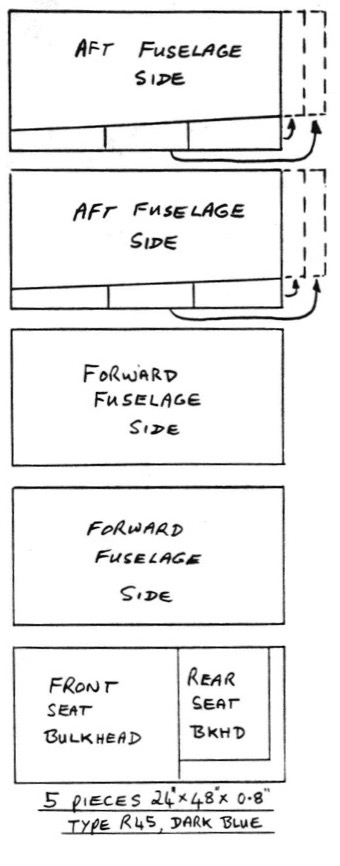 AFT FUSELAGE
SIDE
AFT FUSELAGE
SIDE
FORWARD
FUSELAGE
SIDE
FORWARD
FUSELAGE
SIDE
FRONT
SEAT
BULKHEAD
REAR
SEAT
BKHD
5 PIECES 24"×48"× 0.8"
TYPE R45, DARK BLUE